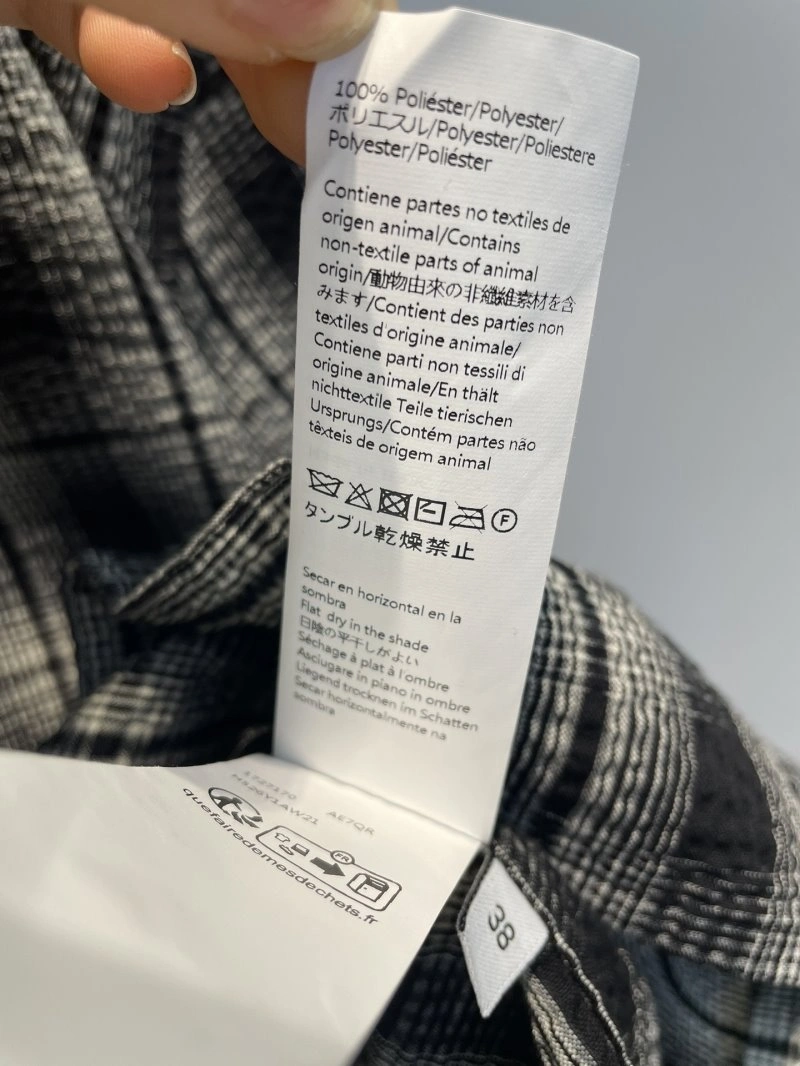 100% Poliéster/Polyester/
ポリエスル/Polyester/Poliestere
Polyester/Poliéster
Contiene partes no textiles de
origen animal/Contains
non-textile parts of animal
origin/動物由來の非繊維素材を含
みます/Contient des parties non
textiles d'origine animale/
Contiene parti non tessili di
origine animale/En thält
nichttextile Teile tierischen
Ursprungs/Contém partes não
têxteis de origem animal
F
タンブル乾燥禁止
Secar en horizontal en la
sombra
Flat dry in the shade
日陰の平干しがよい
Séchage à plat à l'ombre
Asciugare in piano in ombre
Liegend trocknen im Schatten
Secar horizontalmente na
sombra
1727170 AE7QR
FR
quefairedemesdechets.fr
38